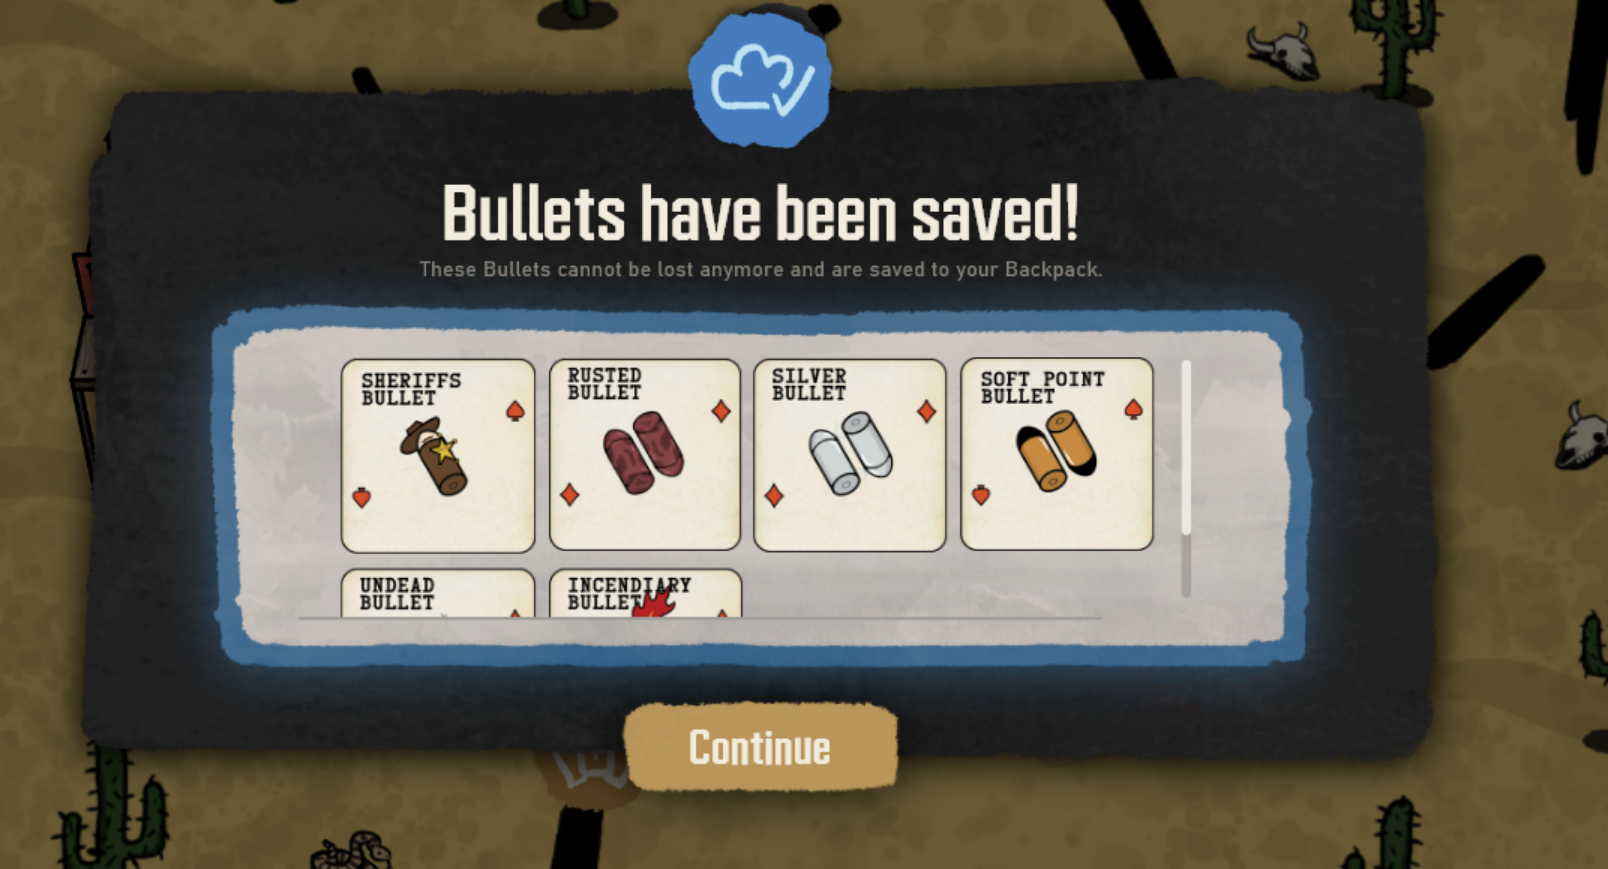 Bullets have been saved!
These Bullets cannot be lost anymore and are saved to your Backpack.
SHERIFFS
BULLET
RUSTED
BULLET
SILVER
BULLET
SOFT POINT
BULLET
UNDEAD
BULLET
INCENDIARY
BULLET
Continue